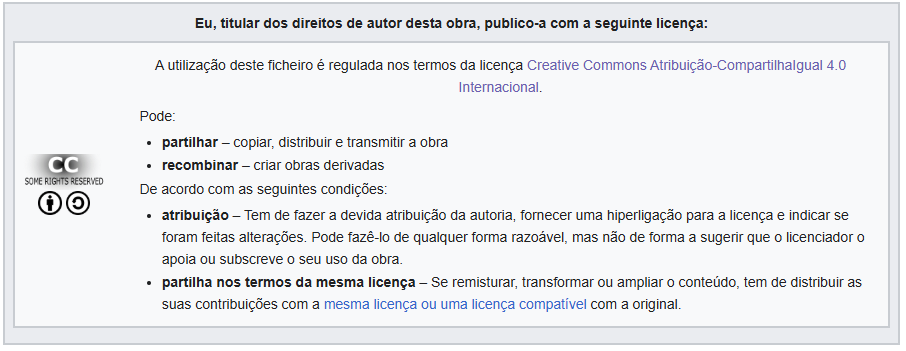 Eu, titular dos direitos de autor desta obra, publico-a com a seguinte licença:
A utilização deste ficheiro é regulada nos termos da licença Creative Commons Atribuição-CompartilhaIgual 4.0
Internacional.
Pode:
• partilhar – copiar, distribuir e transmitir a obra
• recombinar – criar obras derivadas
CC
SOME RIGHTS RESERVED
De acordo com as seguintes condições:
• atribuição – Tem de fazer a devida atribuição da autoria, fornecer uma hiperligação para a licença e indicar se
foram feitas alterações. Pode fazê-lo de qualquer forma razoável, mas não de forma a sugerir que o licenciador o
apoia ou subscreve o seu uso da obra.
• partilha nos termos da mesma licença – Se remisturar, transformar ou ampliar o conteúdo, tem de distribuir as
suas contribuições com a mesma licença ou uma licença compatível com a original.